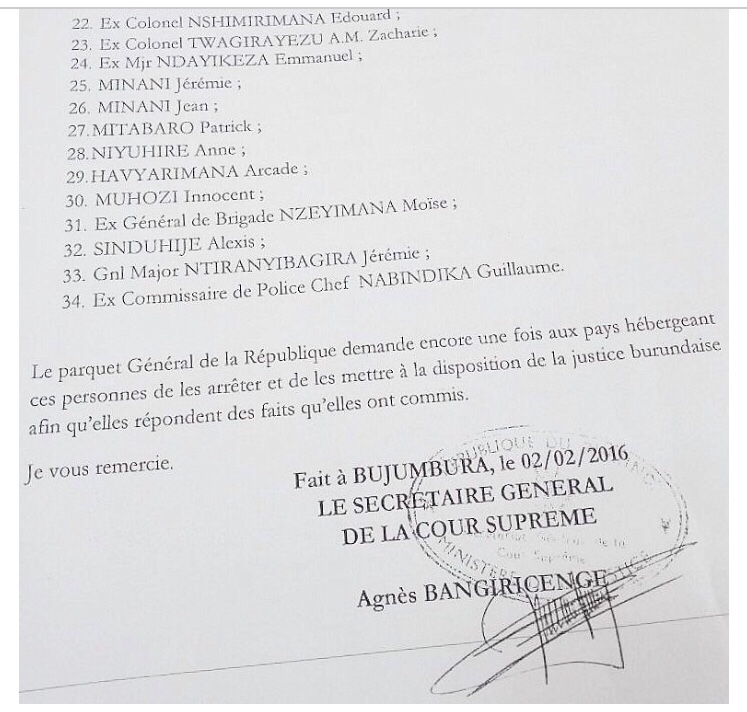 22. Ex Colonel NSHIMIRIMANA Edouard ;
23. Ex Colonel TWAGIRAYEZU A.M. Zacharie ;
24. Ex Mjr NDAYIKEZA Emmanuel ;
25. MINANI Jérémie ;
26. MINANI Jean ;
27. MITABARO Patrick ;
28. NIYUHIRE Anne ;
29. HAVYARIMANA Arcade ;
30. MUHOZI Innocent ;
31. Ex Général de Brigade NZEYIMANA Moïse ;
32. SINDUHIJE Alexis ;
33. Gnl Major NTIRANYIBAGIRA Jérémie ;
34. Ex Commissaire de Police Chef NABINDIKA Guillaume.
Le parquet Général de la République demande encore une fois aux pays hébergeant
ces personnes de les arrêter et de les mettre à la disposition de la justice burundaise
afin qu'elles répondent des faits qu'elles ont commis.
Je vous remercie.
Fait à BUJUMBURA, le 02/02/2016
LE SECRETAIRE GENERAL
DE LA COUR SUPREME
Cour Suprême
Agnès BANGIRICENGE